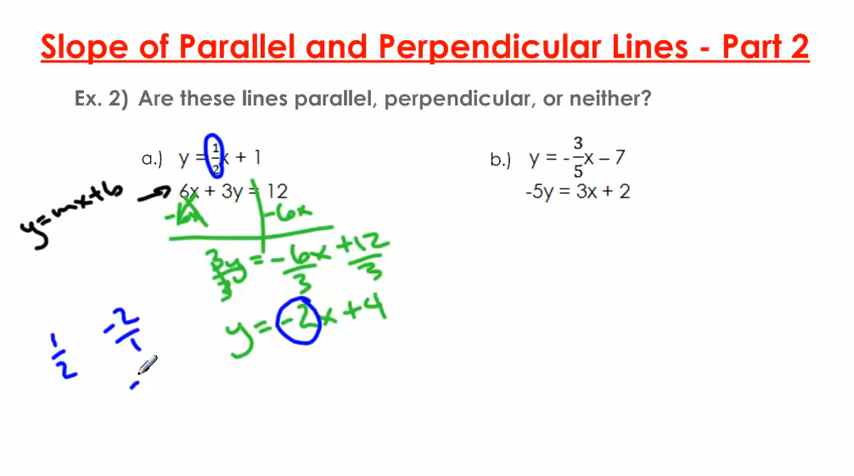 Slope of Parallel and Perpendicular Lines - Part 2
Ex. 2) Are these lines parallel, perpendicular, or neither?
a.) y = 1/2x + 1
6x + 3y = 12
y=mx+b
-6x -6x
3y/3 = -6x/3 + 12/3
y = -2x + 4
1/2 -2/1
-
b.) y = -3/5x – 7
-5y = 3x + 2